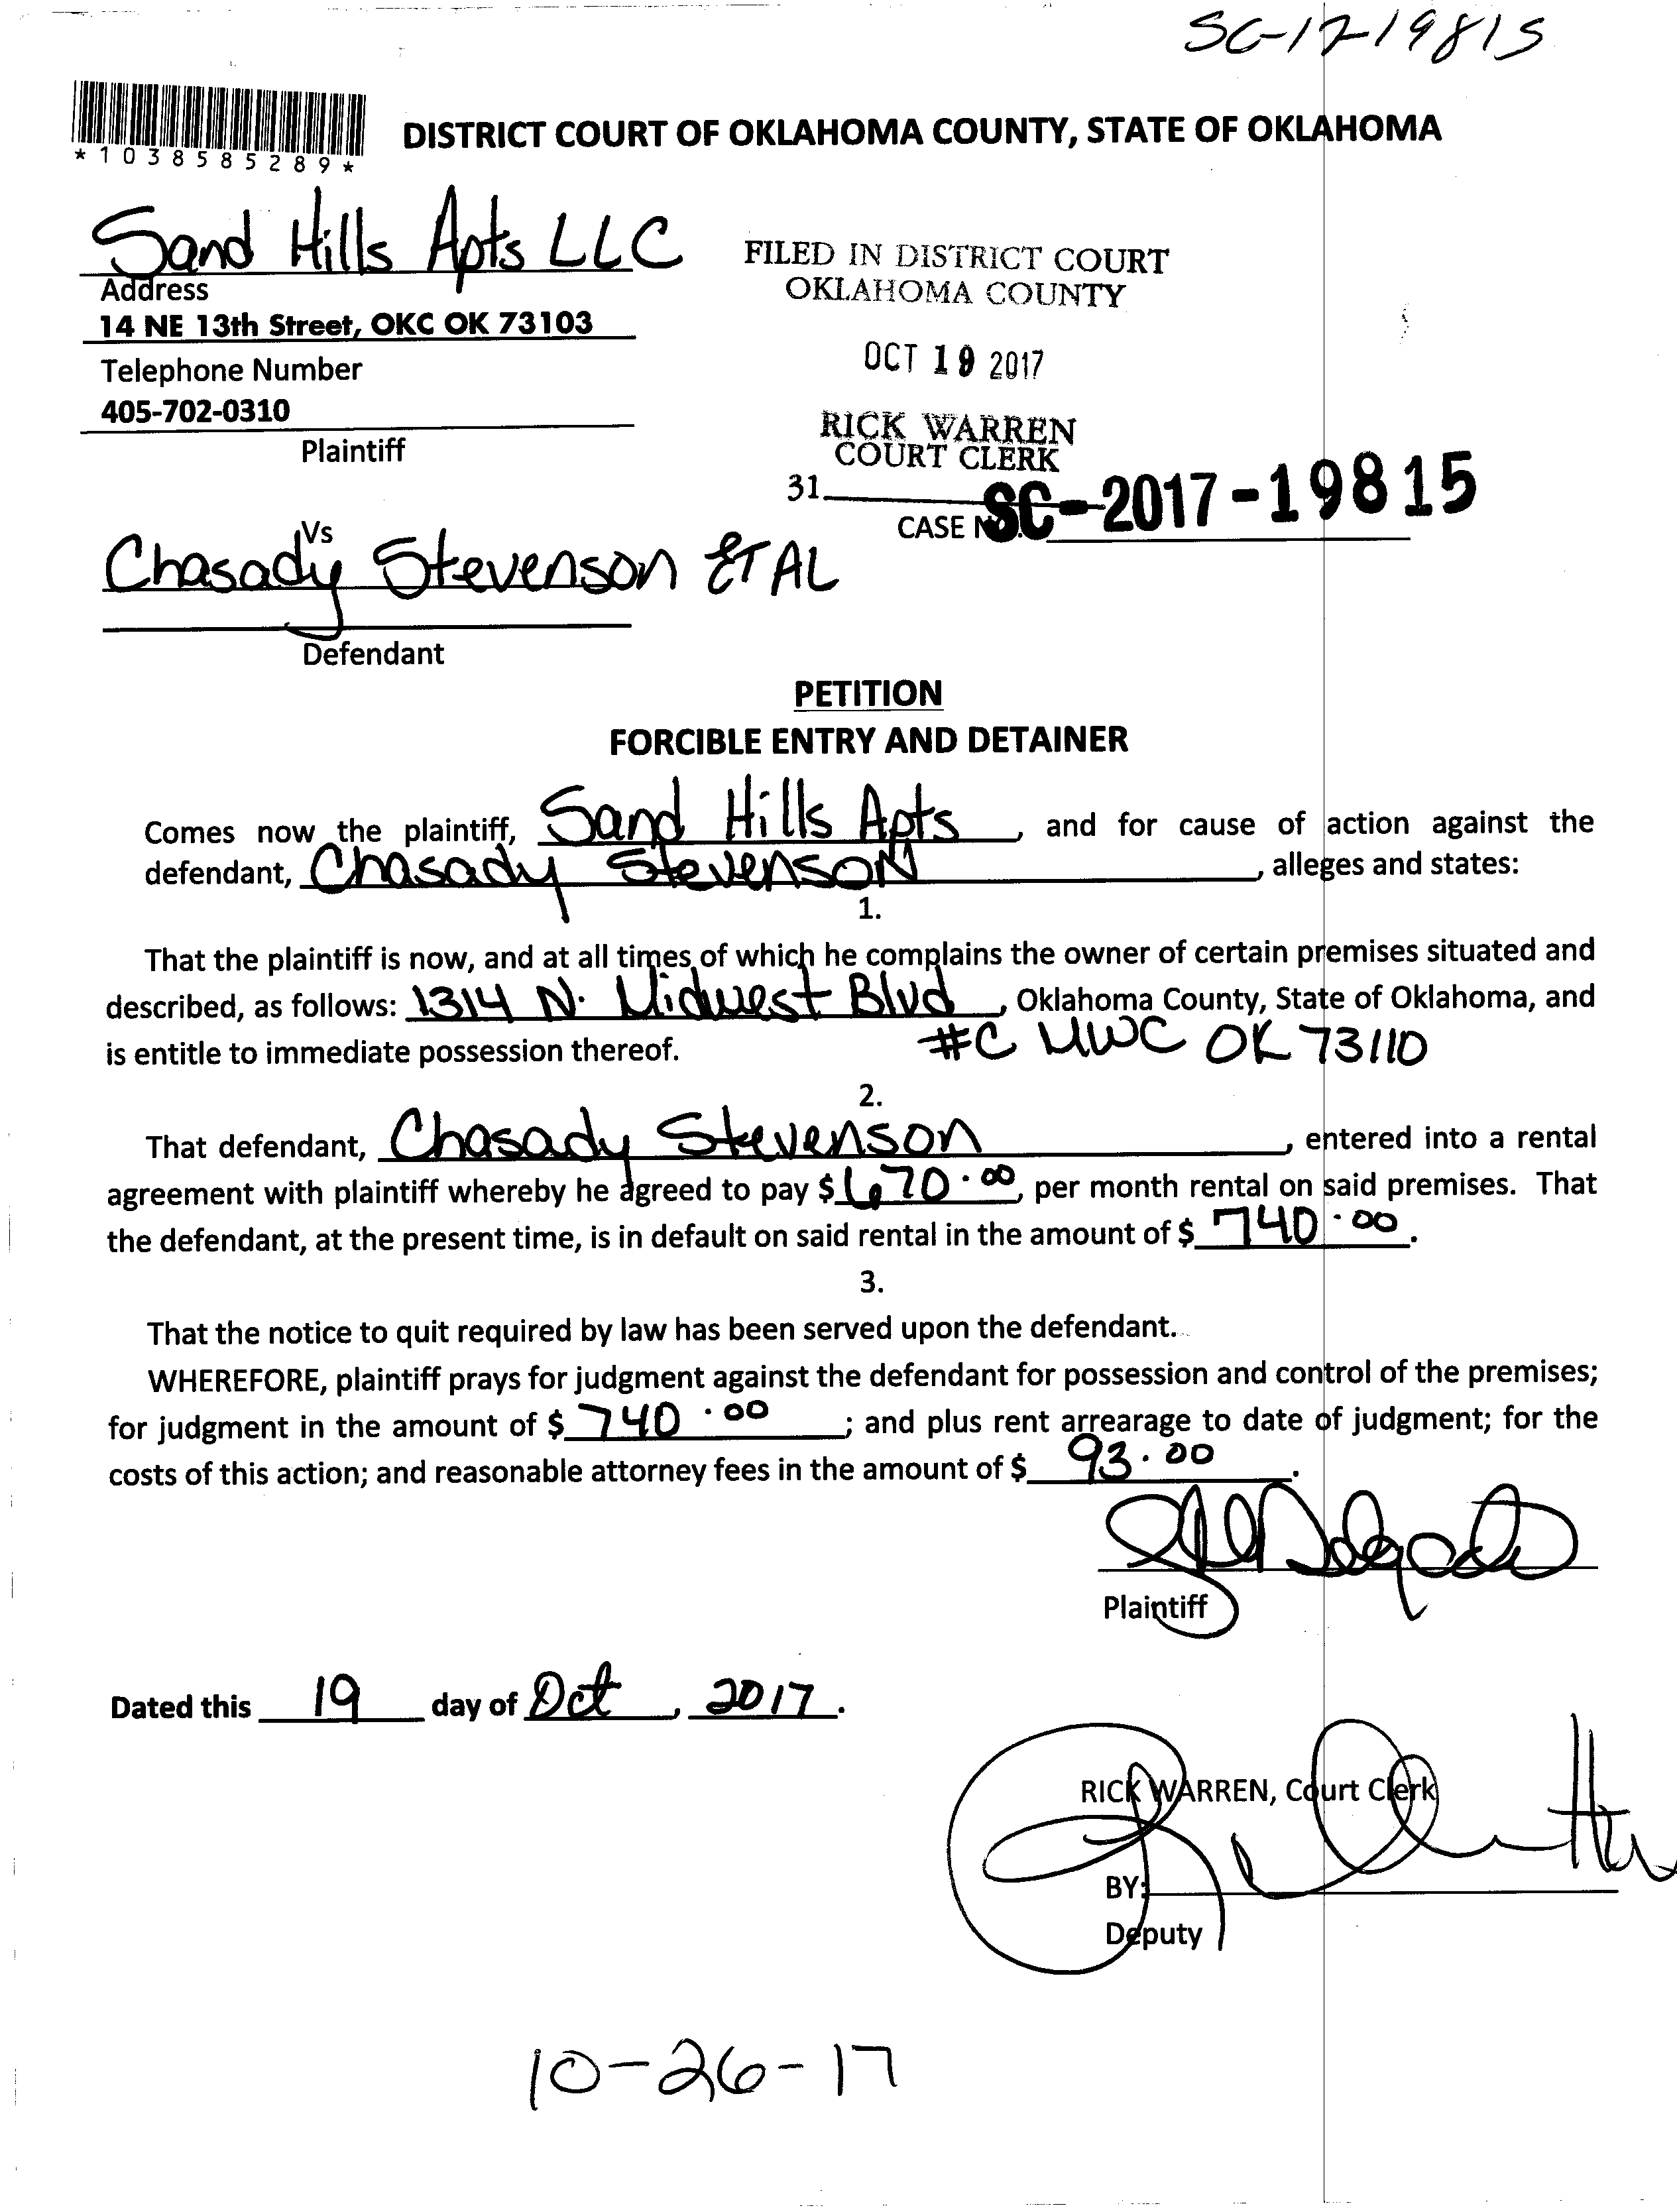 SC-17-19815
*1038585289*
DISTRICT COURT OF OKLAHOMA COUNTY, STATE OF OKLAHOMA
Sand Hills Apts LLC
Address
14 NE 13th Street, OKC OK 73103
Telephone Number
405-702-0310
Plaintiff
FILED IN DISTRICT COURT
OKLAHOMA COUNTY
OCT 19 2017
RICK WARREN
COURT CLERK
31
CASE N SC-2017-19815
Vs
Chasady Stevenson ET AL
Defendant
PETITION
FORCIBLE ENTRY AND DETAINER
Comes now the plaintiff, Sand Hills Apts, and for cause of action against the
defendant, Chasady Stevenson, alleges and states:
1.
That the plaintiff is now, and at all times of which he complains the owner of certain premises situated and
described, as follows: 1314 N. Midwest Blvd, Oklahoma County, State of Oklahoma, and
#C MWC OK 73110
is entitle to immediate possession thereof.
2.
That defendant, Chasady Stevenson, entered into a rental
agreement with plaintiff whereby he agreed to pay $670.00, per month rental on said premises. That
the defendant, at the present time, is in default on said rental in the amount of $740.00.
3.
That the notice to quit required by law has been served upon the defendant.
WHEREFORE, plaintiff prays for judgment against the defendant for possession and control of the premises;
for judgment in the amount of $740.00; and plus rent arrearage to date of judgment; for the
costs of this action; and reasonable attorney fees in the amount of $93.00.
Plaintiff
Dated this 19 day of Oct, 2017.
RICK WARREN, Court Clerk
BY:
Deputy
10-26-17